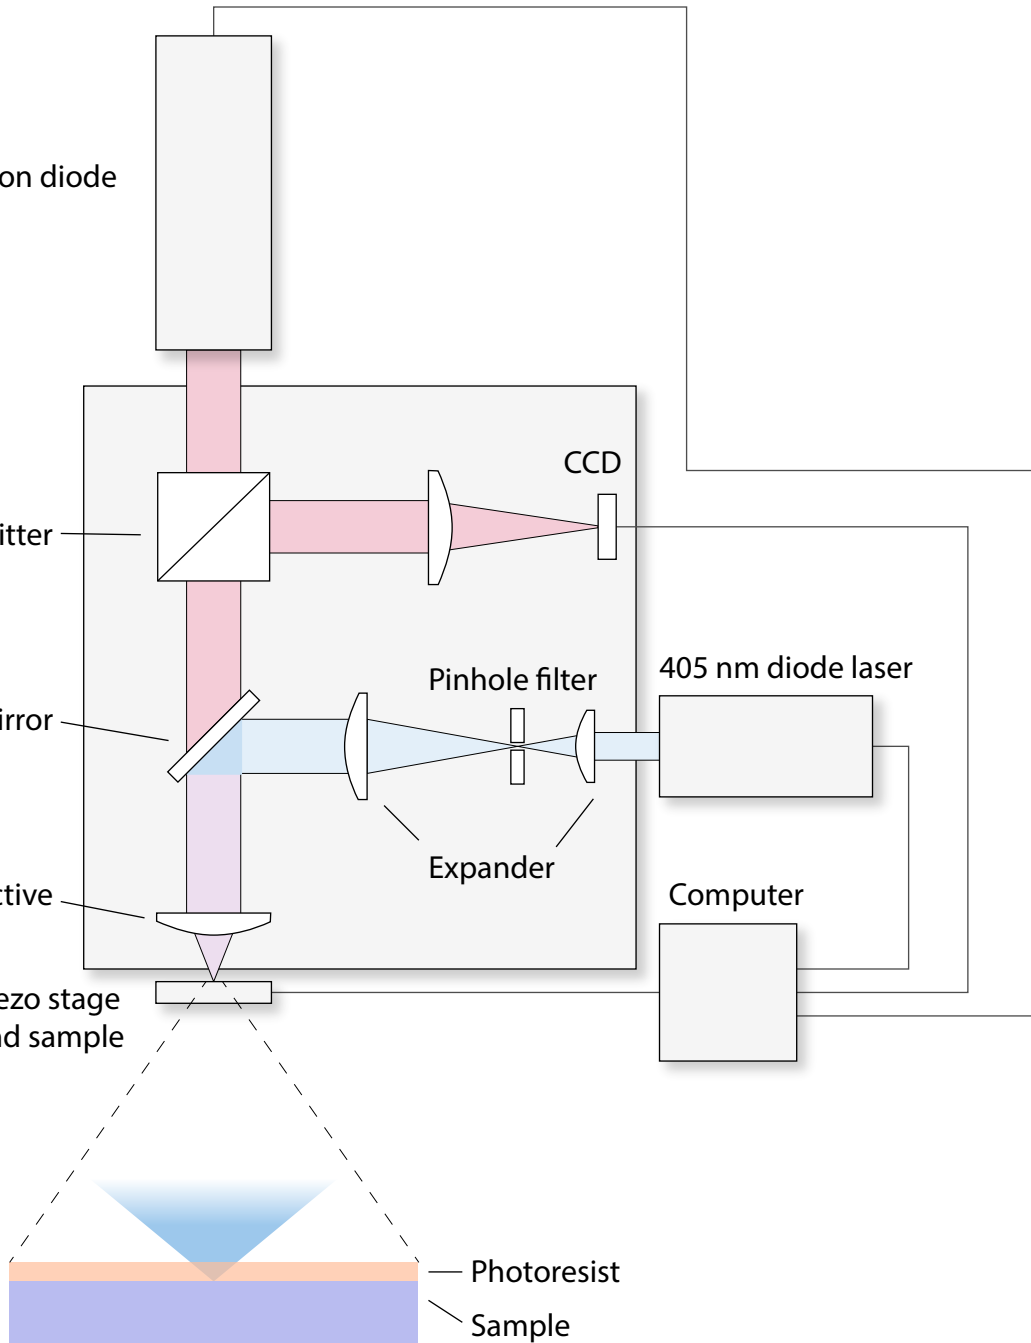 on diode
CCD
itter
Pinhole filter
405 nm diode laser
irror
Expander
ctive
Computer
ezo stage
nd sample
Photoresist
Sample